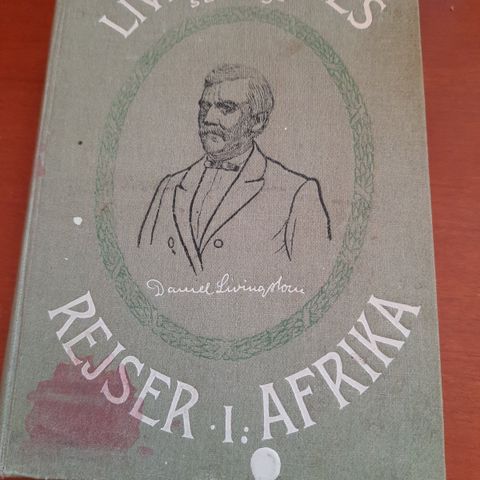 David Livingstone
REJSER · I: AFRIKA